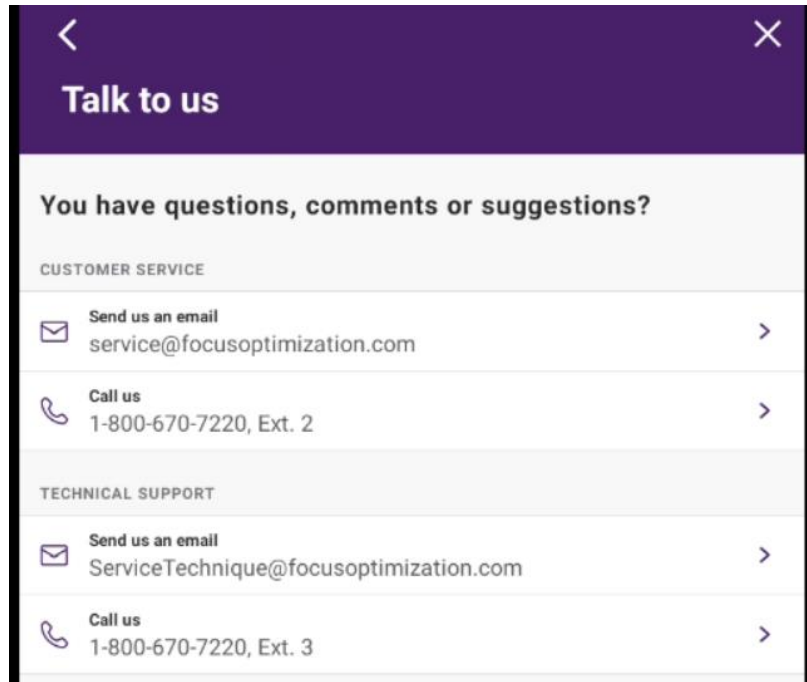 Talk to us
You have questions, comments or suggestions?
CUSTOMER SERVICE
Send us an email
service@focusoptimization.com
Call us
1-800-670-7220, Ext. 2
TECHNICAL SUPPORT
Send us an email
ServiceTechnique@focusoptimization.com
Call us
1-800-670-7220, Ext. 3